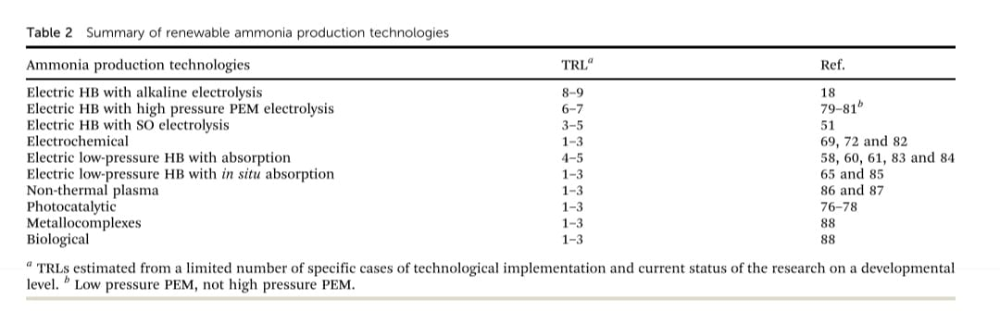 Table 2 Summary of renewable ammonia production technologies
Ammonia production technologies TRLᵃ Ref.
Electric HB with alkaline electrolysis 8–9 18
Electric HB with high pressure PEM electrolysis 6–7 79–81ᵇ
Electric HB with SO electrolysis 3–5 51
Electrochemical 1–3 69, 72 and 82
Electric low-pressure HB with absorption 4–5 58, 60, 61, 83 and 84
Electric low-pressure HB with in situ absorption 1–3 65 and 85
Non-thermal plasma 1–3 86 and 87
Photocatalytic 1–3 76–78
Metallocomplexes 1–3 88
Biological 1–3 88
ᵃ TRLs estimated from a limited number of specific cases of technological implementation and current status of the research on a developmental
level. ᵇ Low pressure PEM, not high pressure PEM.